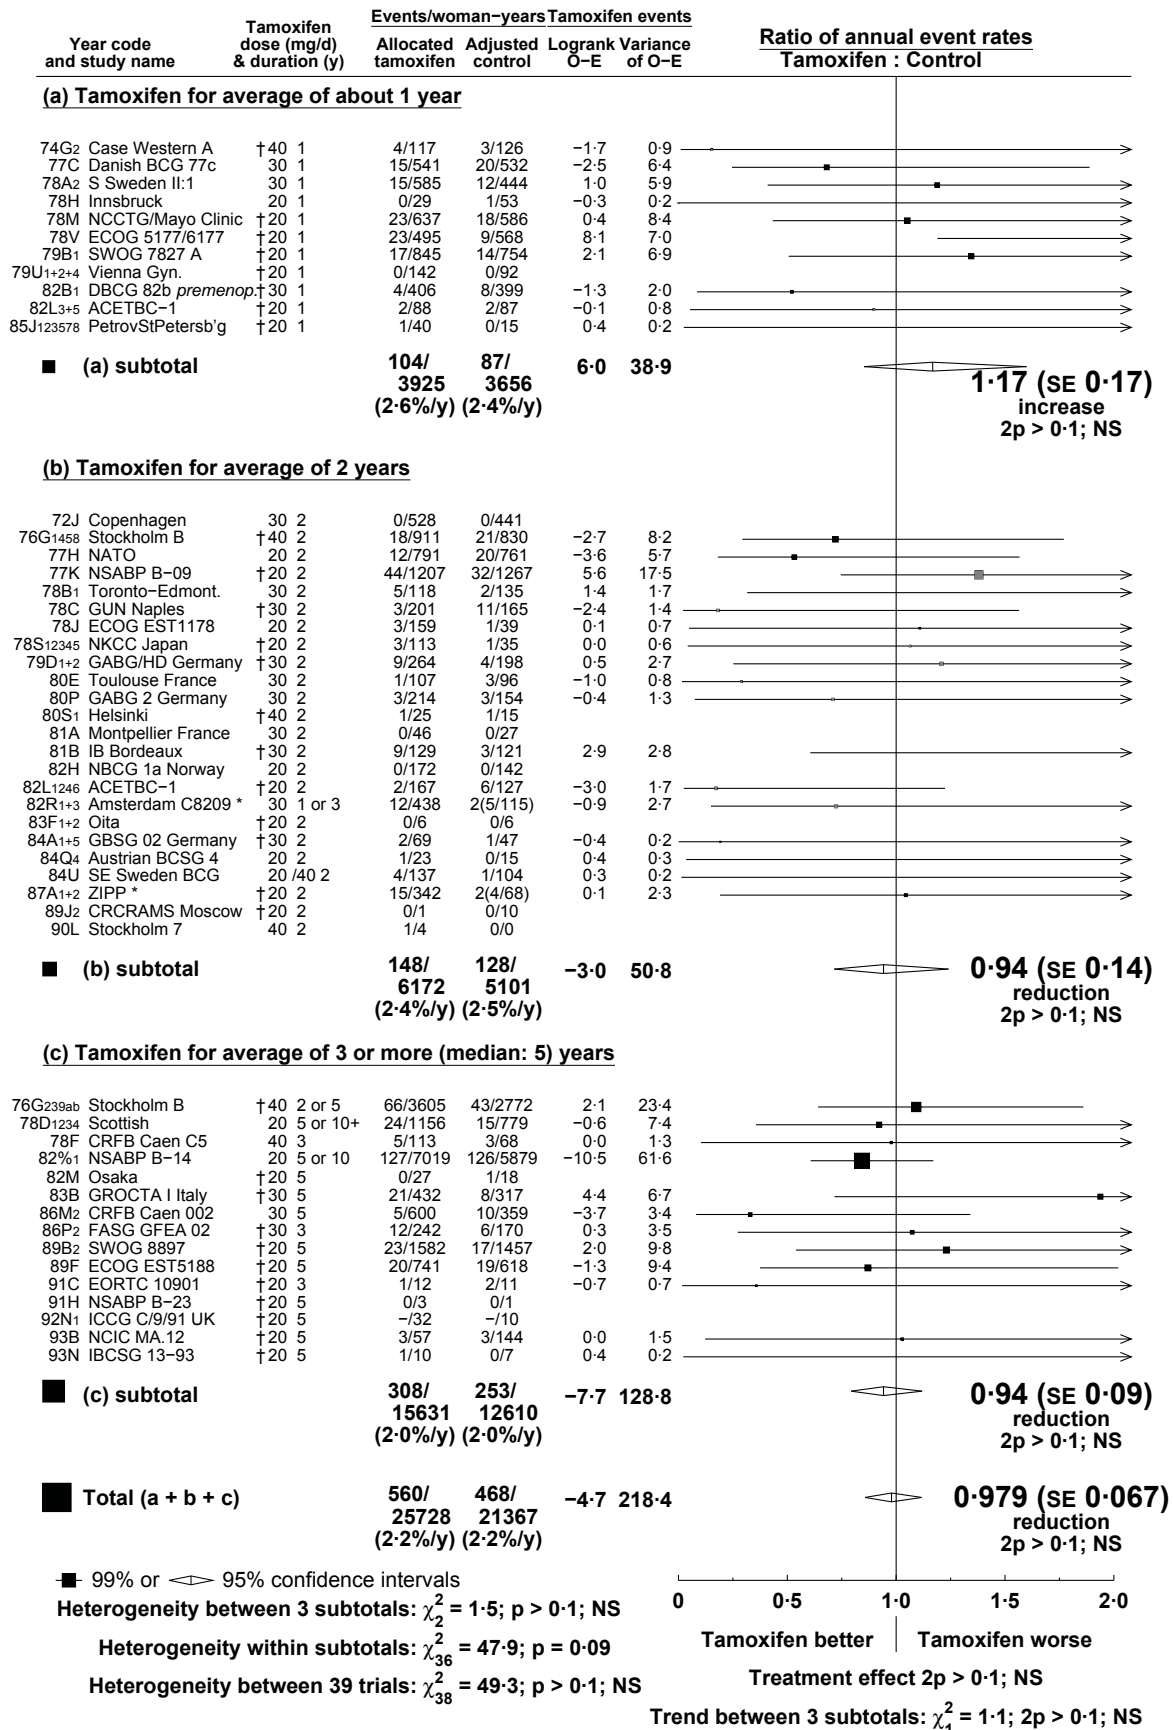 Events/woman−years Tamoxifen events
Year code and study name
Tamoxifen dose (mg/d) & duration (y)
Allocated tamoxifen
Adjusted control
Logrank O−E
Variance of O−E
Ratio of annual event rates
Tamoxifen : Control
(a) Tamoxifen for average of about 1 year
74G2 Case Western A †40 1 4/117 3/126 −1·7 0·9
77C Danish BCG 77c 30 1 15/541 20/532 −2·5 6·4
78A2 S Sweden II:1 30 1 15/585 12/444 1·0 5·9
78H Innsbruck 20 1 0/29 1/53 −0·3 0·2
78M NCCTG/Mayo Clinic †20 1 23/637 18/586 0·4 8·4
78V ECOG 5177/6177 †20 1 23/495 9/568 8·1 7·0
79B1 SWOG 7827 A †20 1 17/845 14/754 2·1 6·9
79U1+2+4 Vienna Gyn. †20 1 0/142 0/92
82B1 DBCG 82b premenop.†30 1 4/406 8/399 −1·3 2·0
82L3+5 ACETBC−1 †20 1 2/88 2/87 −0·1 0·8
85J123578 PetrovStPetersb'g †20 1 1/40 0/15 0·4 0·2
(a) subtotal 104/ 3925 (2·6%/y) 87/ 3656 (2·4%/y) 6·0 38·9
1·17 (SE 0·17)
increase
2p > 0·1; NS
(b) Tamoxifen for average of 2 years
72J Copenhagen 30 2 0/528 0/441
76G1458 Stockholm B †40 2 18/911 21/830 −2·7 8·2
77H NATO 20 2 12/791 20/761 −3·6 5·7
77K NSABP B−09 †20 2 44/1207 32/1267 5·6 17·5
78B1 Toronto−Edmont. 30 2 5/118 2/135 1·4 1·7
78C GUN Naples †30 2 3/201 11/165 −2·4 1·4
78J ECOG EST1178 20 2 3/159 1/39 0·1 0·7
78S12345 NKCC Japan †20 2 3/113 1/35 0·0 0·6
79D1+2 GABG/HD Germany †30 2 9/264 4/198 0·5 2·7
80E Toulouse France 30 2 1/107 3/96 −1·0 0·8
80P GABG 2 Germany 30 2 3/214 3/154 −0·4 1·3
80S1 Helsinki †40 2 1/25 1/15
81A Montpellier France 30 2 0/46 0/27
81B IB Bordeaux †30 2 9/129 3/121 2·9 2·8
82H NBCG 1a Norway 20 2 0/172 0/142
82L1246 ACETBC−1 †20 2 2/167 6/127 −3·0 1·7
82R1+3 Amsterdam C8209 * 30 1 or 3 12/438 2(5/115) −0·9 2·7
83F1+2 Oita †20 2 0/6 0/6
84A1+5 GBSG 02 Germany †30 2 2/69 1/47 −0·4 0·2
84Q4 Austrian BCSG 4 20 2 1/23 0/15 0·4 0·3
84U SE Sweden BCG 20 /40 2 4/137 1/104 0·3 0·2
87A1+2 ZIPP * †20 2 15/342 2(4/68) 0·1 2·3
89J2 CRCRAMS Moscow †20 2 0/1 0/10
90L Stockholm 7 40 2 1/4 0/0
(b) subtotal 148/ 6172 (2·4%/y) 128/ 5101 (2·5%/y) −3·0 50·8
0·94 (SE 0·14)
reduction
2p > 0·1; NS
(c) Tamoxifen for average of 3 or more (median: 5) years
76G239ab Stockholm B †40 2 or 5 66/3605 43/2772 2·1 23·4
78D1234 Scottish 20 5 or 10+ 24/1156 15/779 −0·6 7·4
78F CRFB Caen C5 40 3 5/113 3/68 0·0 1·3
82%1 NSABP B−14 20 5 or 10 127/7019 126/5879 −10·5 61·6
82M Osaka †20 5 0/27 1/18
83B GROCTA I Italy †30 5 21/432 8/317 4·4 6·7
86M2 CRFB Caen 002 30 5 5/600 10/359 −3·7 3·4
86P2 FASG GFEA 02 †30 3 12/242 6/170 0·3 3·5
89B2 SWOG 8897 †20 5 23/1582 17/1457 2·0 9·8
89F ECOG EST5188 †20 5 20/741 19/618 −1·3 9·4
91C EORTC 10901 †20 3 1/12 2/11 −0·7 0·7
91H NSABP B−23 †20 5 0/3 0/1
92N1 ICCG C/9/91 UK †20 5 −/32 −/10
93B NCIC MA.12 †20 5 3/57 3/144 0·0 1·5
93N IBCSG 13−93 †20 5 1/10 0/7 0·4 0·2
(c) subtotal 308/ 15631 (2·0%/y) 253/ 12610 (2·0%/y) −7·7 128·8
0·94 (SE 0·09)
reduction
2p > 0·1; NS
Total (a + b + c) 560/ 25728 (2·2%/y) 468/ 21367 (2·2%/y) −4·7 218·4
0·979 (SE 0·067)
reduction
2p > 0·1; NS
99% or 95% confidence intervals
0 0·5 1·0 1·5 2·0
Heterogeneity between 3 subtotals: χ²₂ = 1·5; p > 0·1; NS
Tamoxifen better Tamoxifen worse
Heterogeneity within subtotals: χ²₃₆ = 47·9; p = 0·09
Treatment effect 2p > 0·1; NS
Heterogeneity between 39 trials: χ²₃₈ = 49·3; p > 0·1; NS
Trend between 3 subtotals: χ²₁ = 1·1; 2p > 0·1; NS